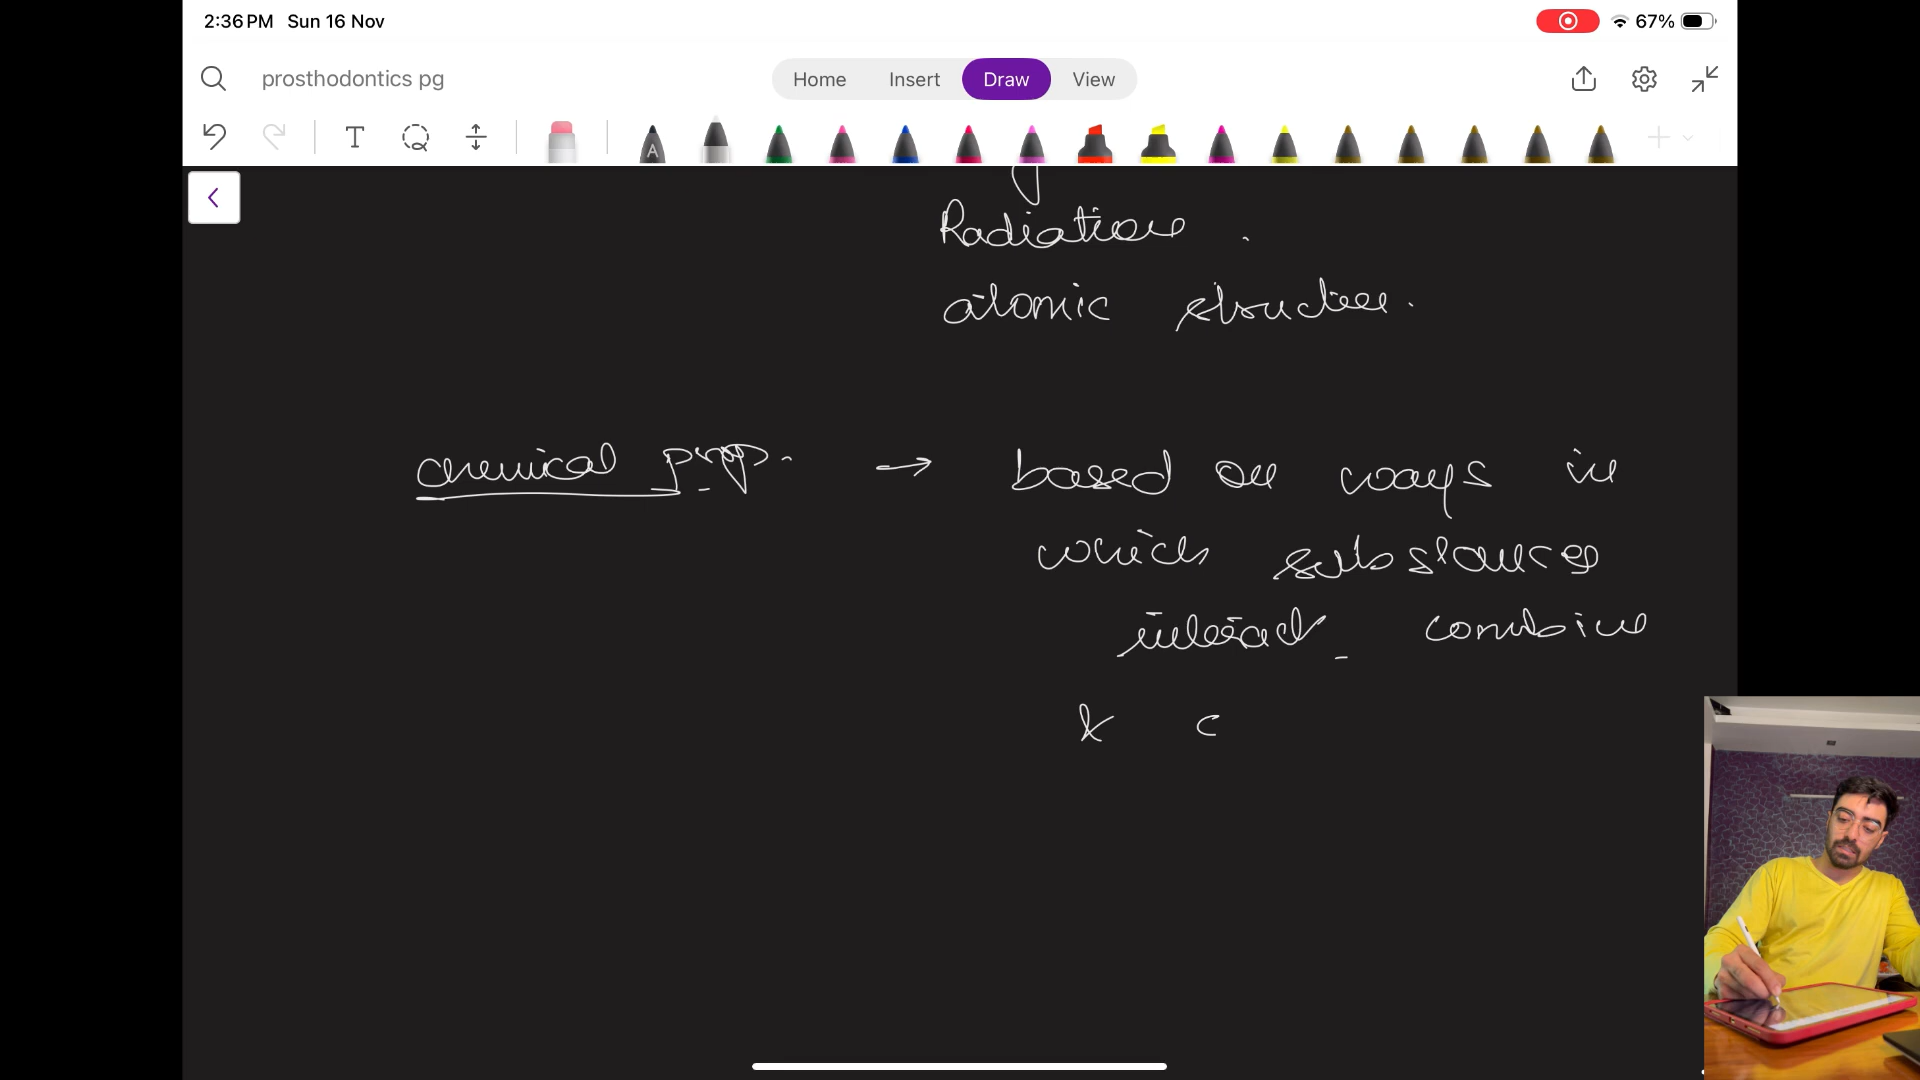 2:36 PM Sun 16 Nov 67%
prosthodontics pg Home Insert Draw View
T A
Radiation .
atomic structure.
chemical prop. → based on ways in
which substances
interact combine
& c